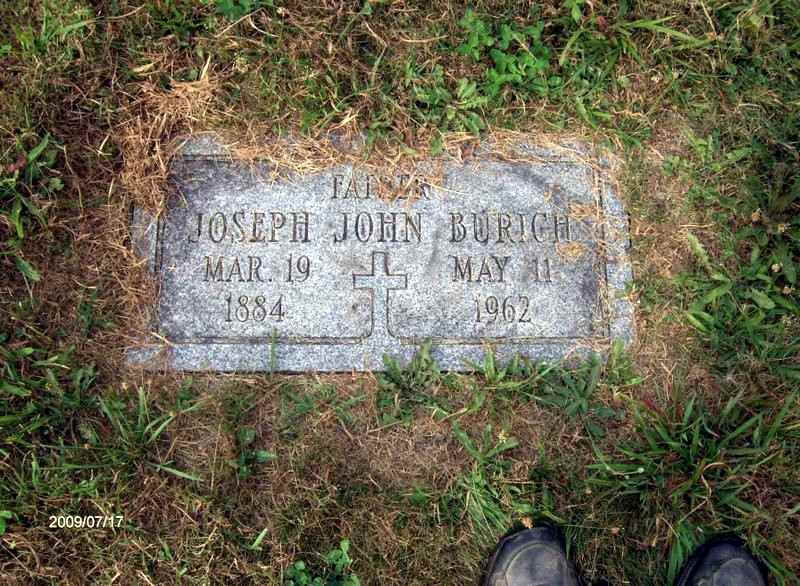 FATHER
JOSEPH JOHN BURICH
MAR. 19 MAY 11
1884 1962
2009/07/17